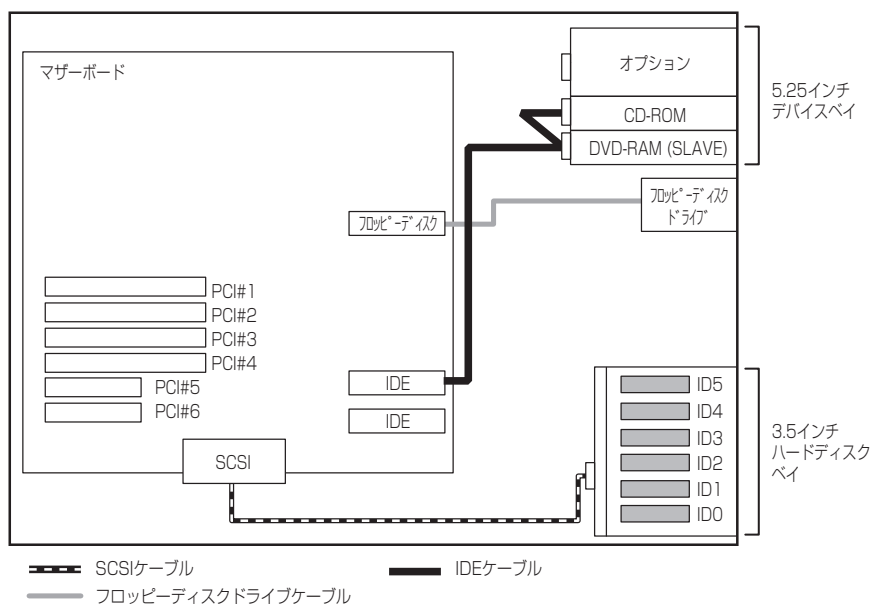 マザーボード
オプション
CD-ROM
DVD-RAM (SLAVE)
5.25インチ
デバイスベイ
フロッピーディスク
フロッピーディスク
ドライブ
PCI#1
PCI#2
PCI#3
PCI#4
PCI#5
PCI#6
IDE
IDE
SCSI
ID5
ID4
ID3
ID2
ID1
ID0
3.5インチ
ハードディスク
ベイ
SCSIケーブル
IDEケーブル
フロッピーディスクドライブケーブル